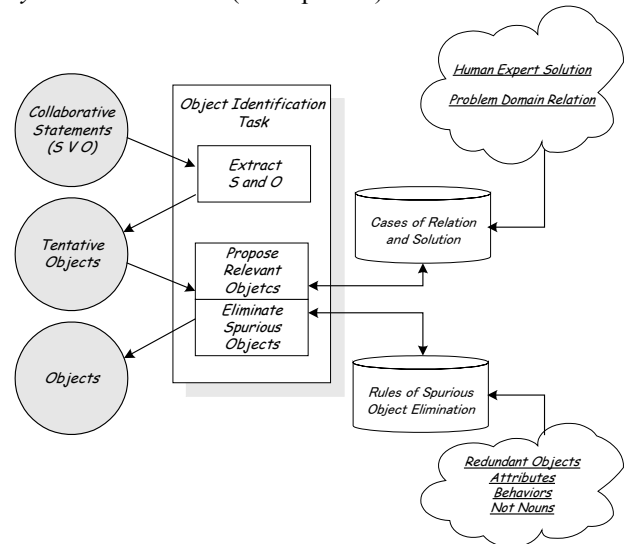 Collaborative
Statements
(S V O)
Object Identification
Task
Extract
S and O
Tentative
Objects
Propose
Relevant
Objetcs
Eliminate
Spurious
Objects
Objects
Human Expert Solution
Problem Domain Relation
Cases of Relation
and Solution
Rules of Spurious
Object Elimination
Redundant Objects
Attributes
Behaviors
Not Nouns